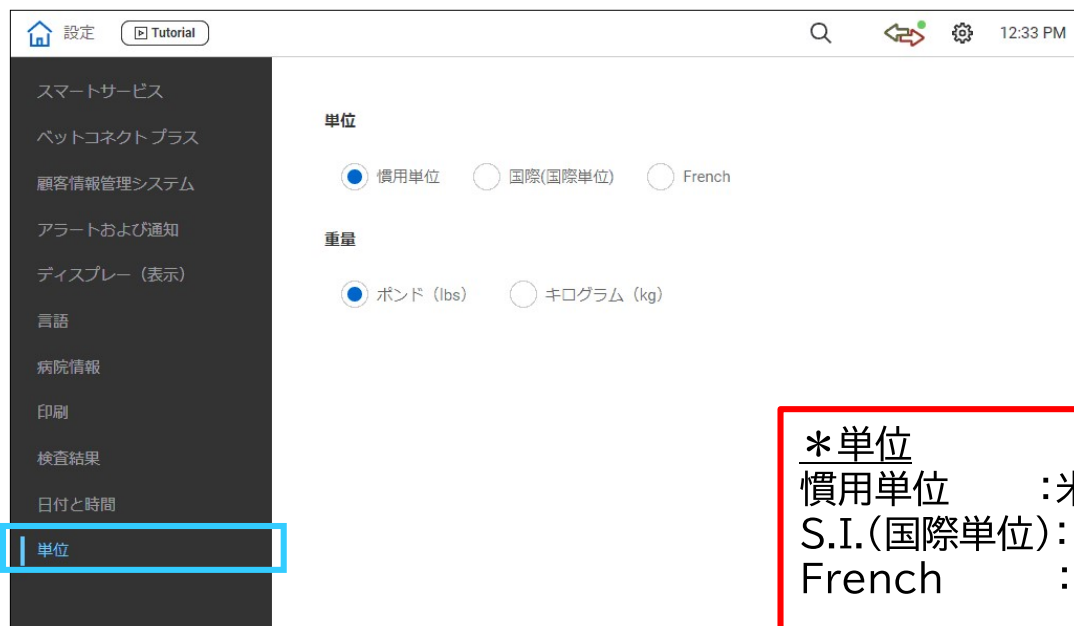 設定 Tutorial 12:33 PM
スマートサービス
ベットコネクト プラス
顧客情報管理システム
アラートおよび通知
ディスプレー（表示）
言語
病院情報
印刷
検査結果
日付と時間
単位
単位
慣用単位 国際(国際単位) French
重量
ポンド（lbs） キログラム（kg）
＊単位
慣用単位 ：
S.I.(国際単位)：
French ：